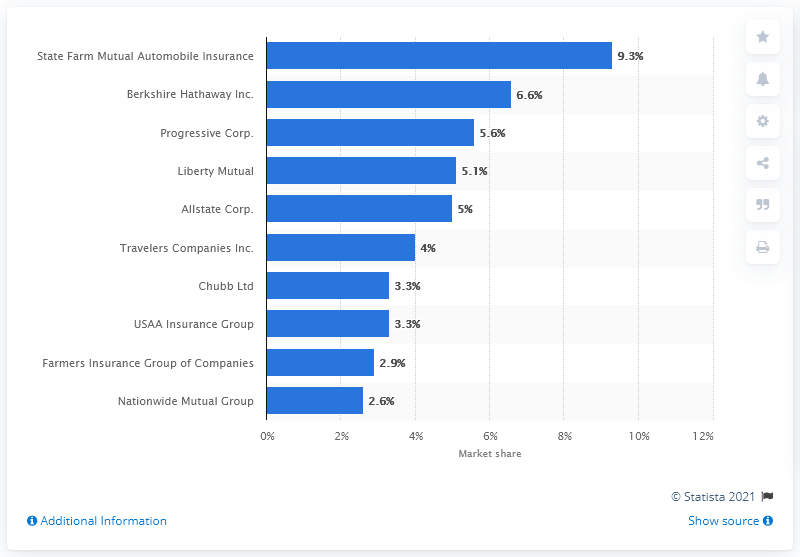 State Farm Mutual Automobile Insurance 9.3%
Berkshire Hathaway Inc. 6.6%
Progressive Corp. 5.6%
Liberty Mutual 5.1%
Allstate Corp. 5%
Travelers Companies Inc. 4%
Chubb Ltd 3.3%
USAA Insurance Group 3.3%
Farmers Insurance Group of Companies 2.9%
Nationwide Mutual Group 2.6%
0% 2% 4% 6% 8% 10% 12%
Market share
© Statista 2021
Additional Information Show source